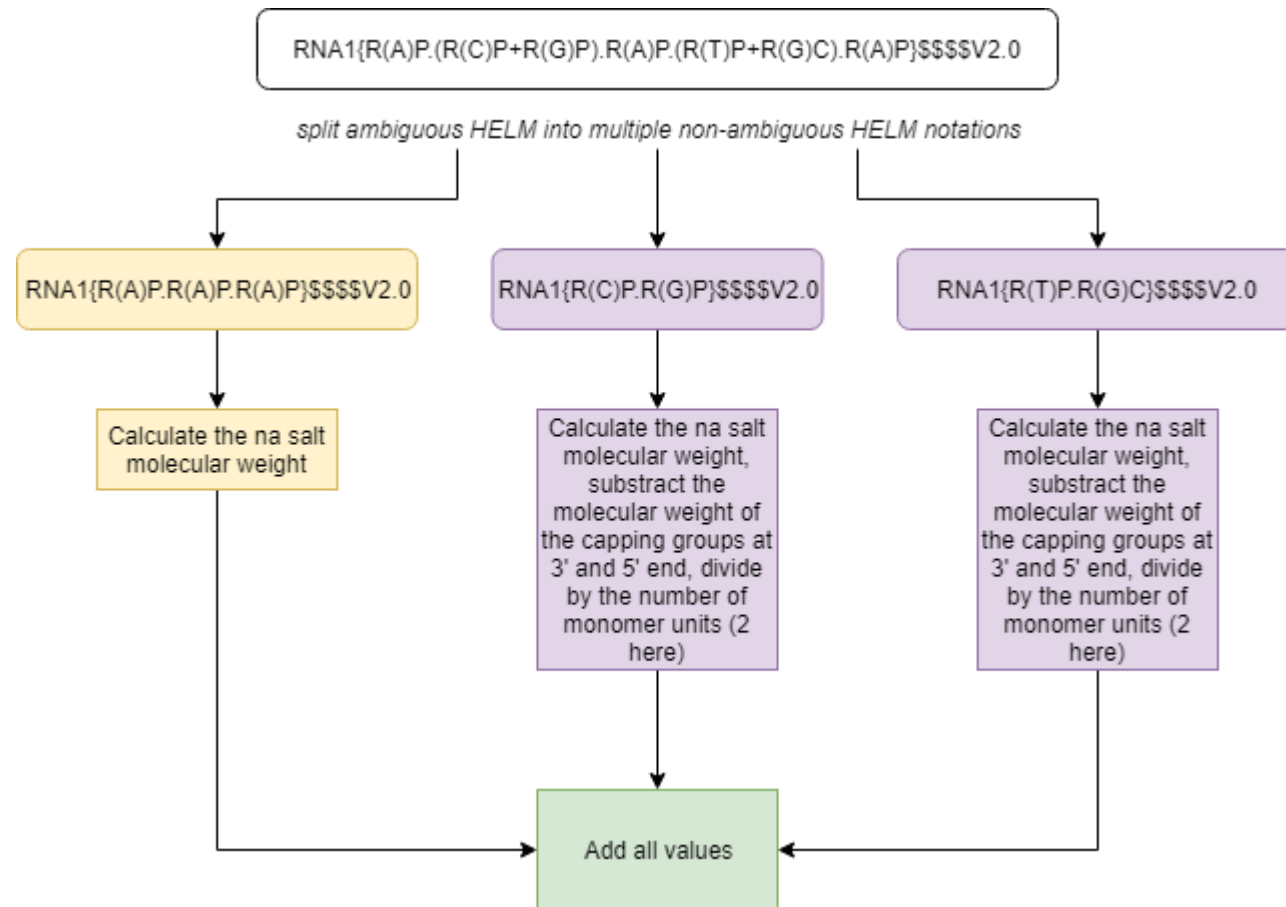 RNA1{R(A)P.(R(C)P+R(G)P).R(A)P.(R(T)P+R(G)C).R(A)P}$$$$V2.0
split ambiguous HELM into multiple non-ambiguous HELM notations
RNA1{R(A)P.R(A)P.R(A)P}$$$$V2.0
RNA1{R(C)P.R(G)P}$$$$V2.0
RNA1{R(T)P.R(G)C}$$$$V2.0
Calculate the na salt
molecular weight
Calculate the na salt
molecular weight,
substract the
molecular weight of
the capping groups at
3' and 5' end, divide
by the number of
monomer units (2
here)
Calculate the na salt
molecular weight,
substract the
molecular weight of
the capping groups at
3' and 5' end, divide
by the number of
monomer units (2
here)
Add all values